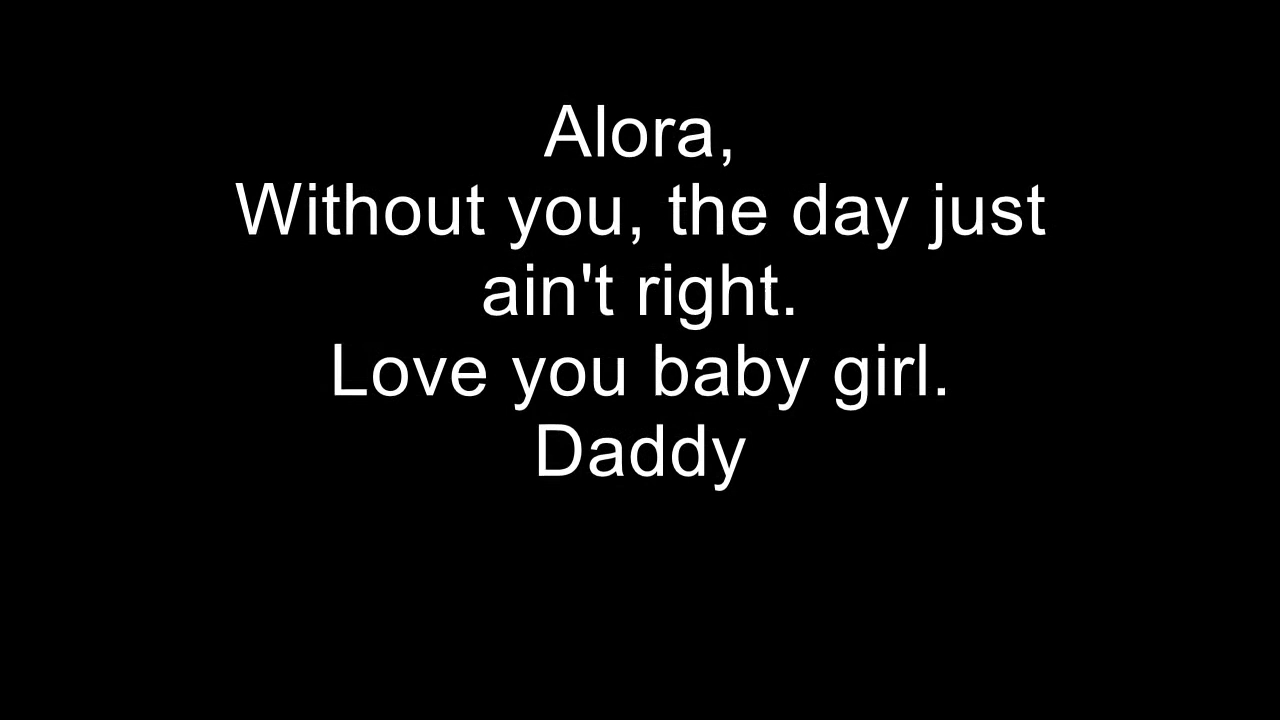 Alora,
Without you, the day just
ain't right.
Love you baby girl.
Daddy